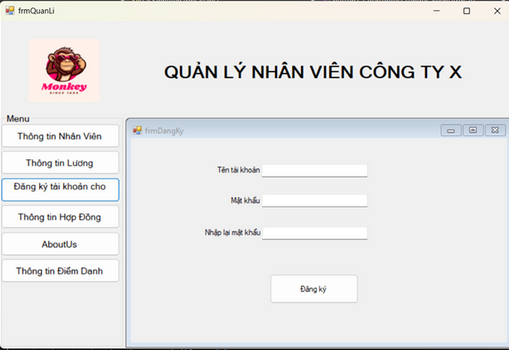 frmQuanLi
Monkey
QUẢN LÝ NHÂN VIÊN CÔNG TY X
Menu
Thông tin Nhân Viên
Thông tin Lương
Đăng ký tài khoản cho
Thông tin Hợp Đồng
AboutUs
Thông tin Điểm Danh
frmDangKy
Tên tài khoản
Mật khẩu
Nhập lại mật khẩu
Đăng ký